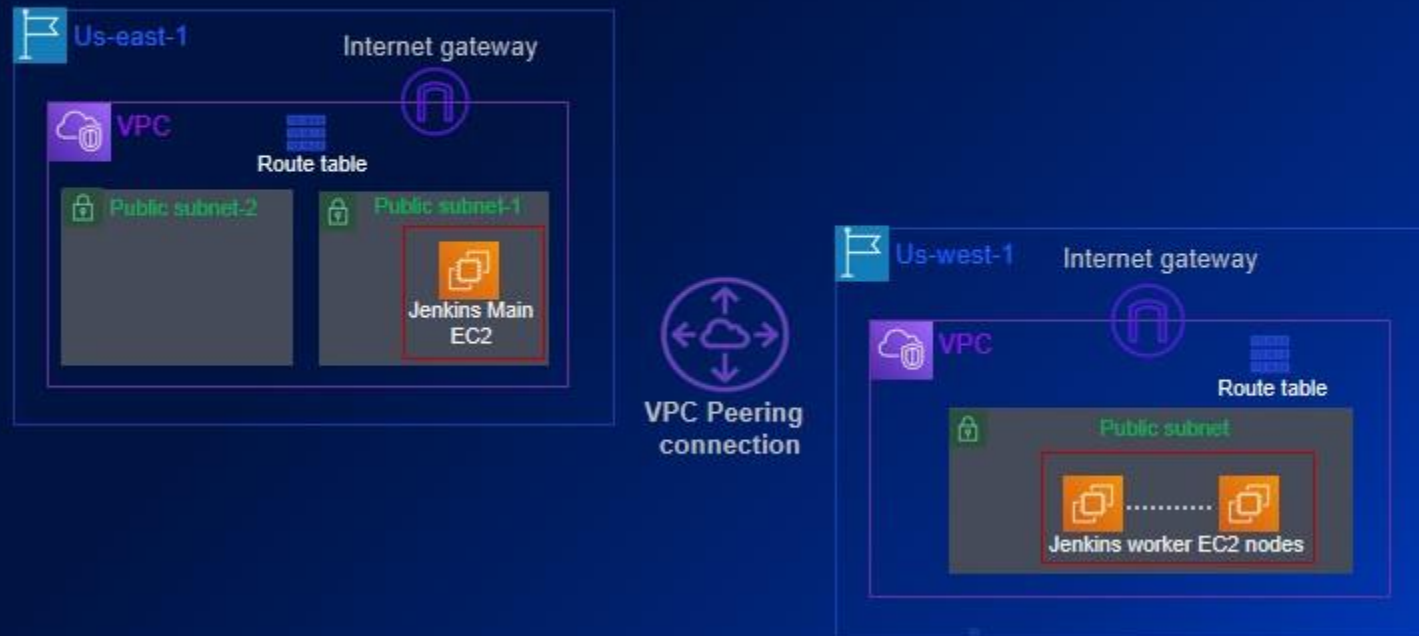 Us-east-1
Internet gateway
VPC
Route table
Public subnet-2
Public subnet-1
Jenkins Main
EC2
VPC Peering
connection
Us-west-1
Internet gateway
VPC
Route table
Public subnet
Jenkins worker EC2 nodes